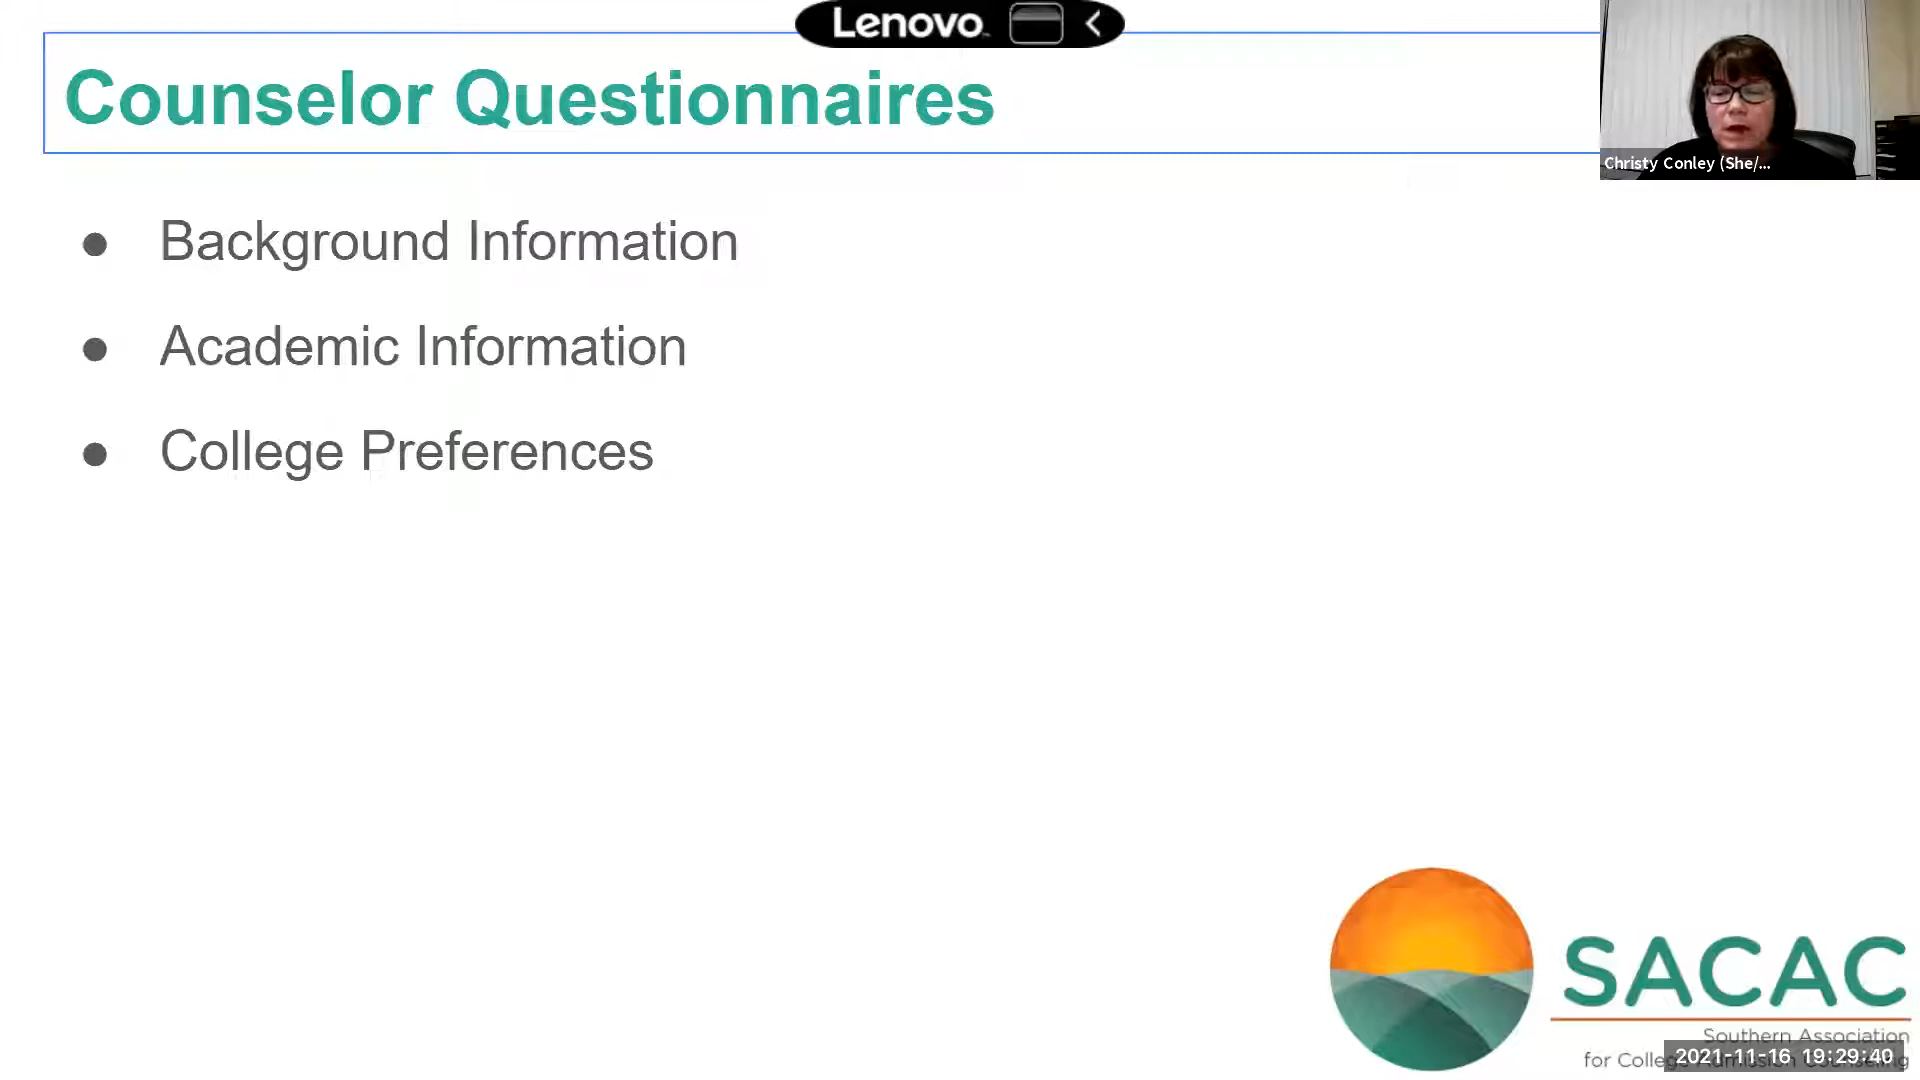 Lenovo
Counselor Questionnaires
Christy Conley (She/...
● Background Information
● Academic Information
● College Preferences
SACAC
Southern Association
for College Admission Counseling
2021-11-16 19:29:40